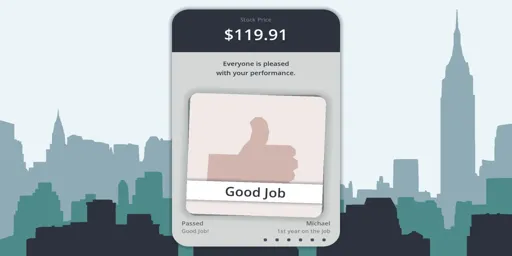 Stock Price
$119.91
Everyone is pleased
with your performance.
Good Job
Passed
Michael
Good Job!
1st year on the job